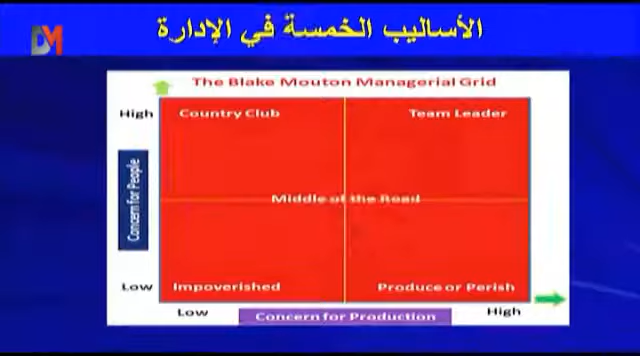 الأساليب الخمسة في الإدارة
DM
The Blake Mouton Managerial Grid
High
Country Club
Team Leader
Concern for People
Middle of the Road
Low
Impoverished
Produce or Perish
Low
Concern for Production
High